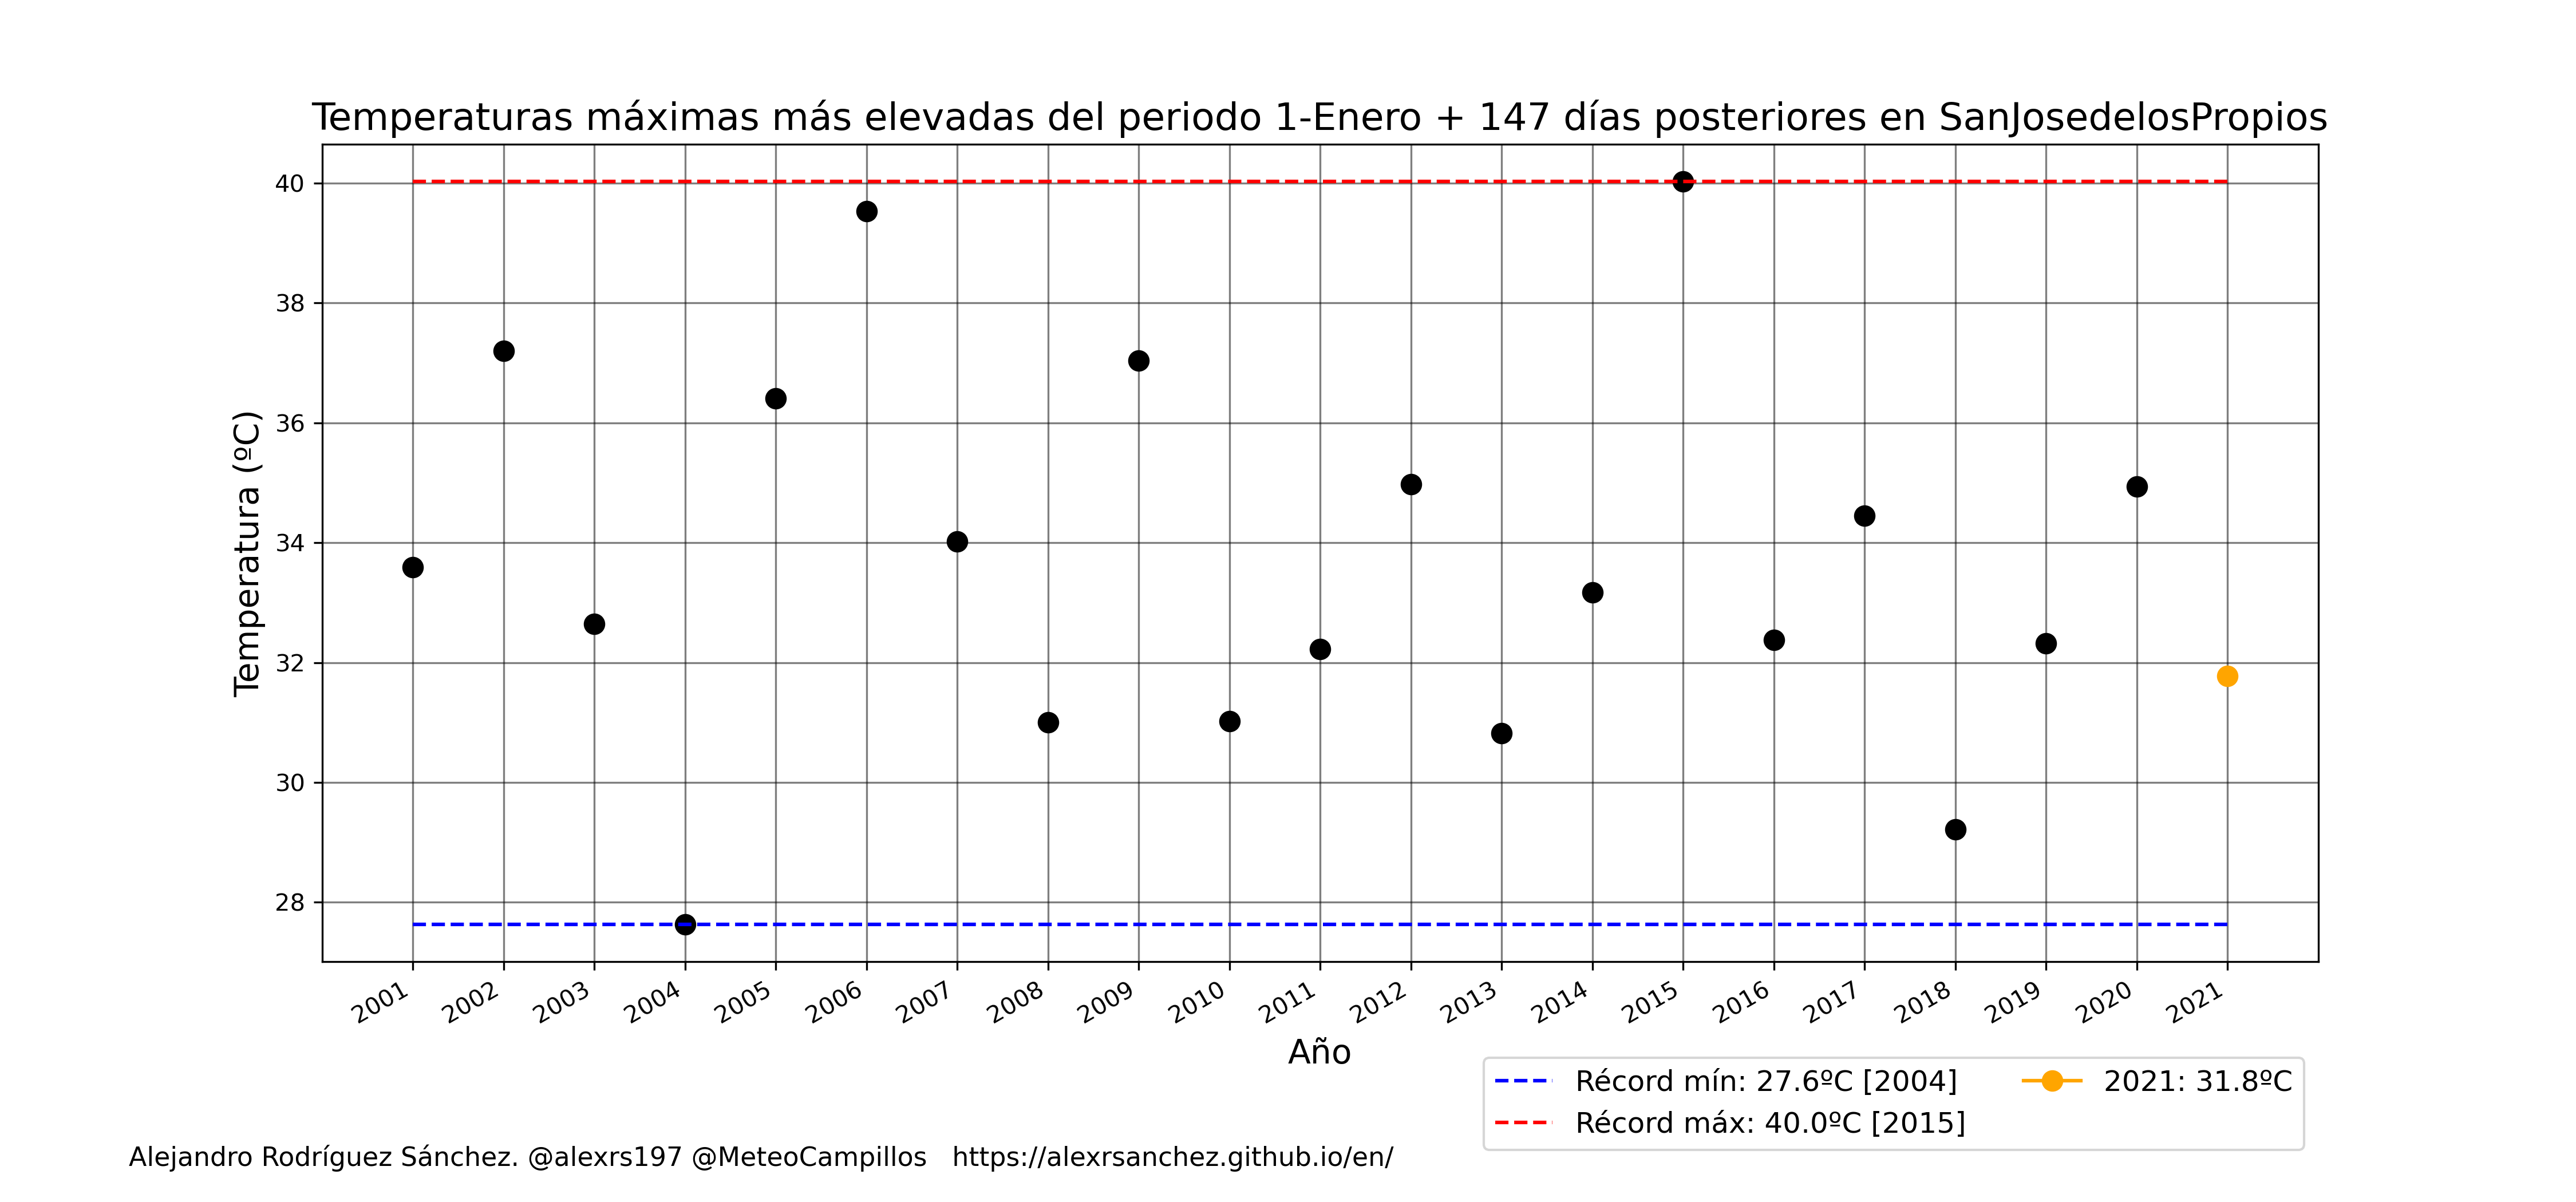 Temperaturas máximas más elevadas del periodo 1-Enero + 147 días posteriores en SanJosedelosPropios
Temperatura (ºC)
40
38
36
34
32
30
28
2001 2002 2003 2004 2005 2006 2007 2008 2009 2010 2011 2012 2013 2014 2015 2016 2017 2018 2019 2020 2021
Año
Récord mín: 27.6ºC [2004]
Récord máx: 40.0ºC [2015]
2021: 31.8ºC
Alejandro Rodríguez Sánchez. @alexrs197 @MeteoCampillos https://alexrsanchez.github.io/en/